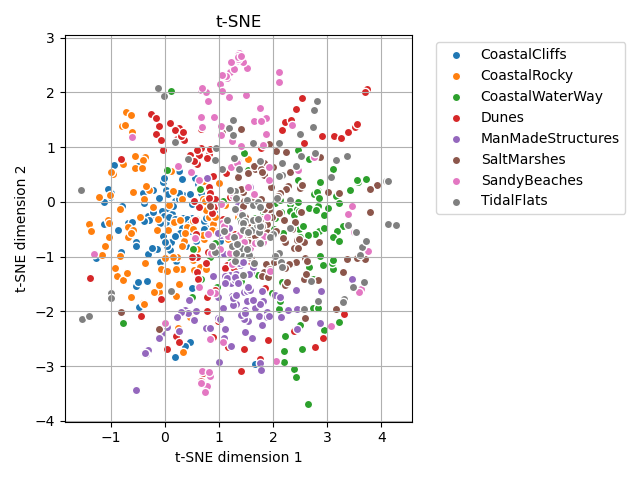 t-SNE
3
2
1
0
−1
−2
−3
−4
t-SNE dimension 2
−1
0
1
2
3
4
t-SNE dimension 1
CoastalCliffs
CoastalRocky
CoastalWaterWay
Dunes
ManMadeStructures
SaltMarshes
SandyBeaches
TidalFlats